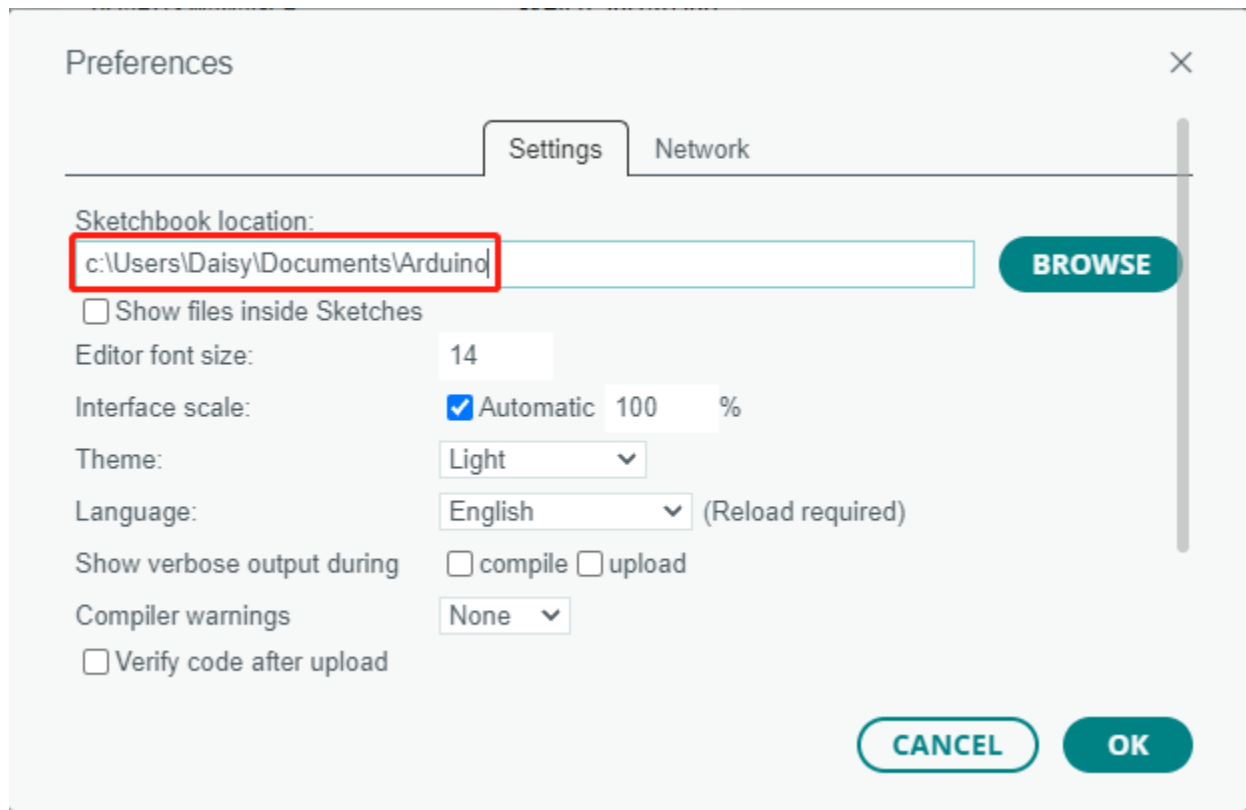 Preferences
Settings Network
Sketchbook location:
c:\Users\Daisy\Documents\Arduino
BROWSE
Show files inside Sketches
Editor font size: 14
Interface scale: Automatic 100 %
Theme: Light
Language: English (Reload required)
Show verbose output during compile upload
Compiler warnings None
Verify code after upload
CANCEL OK